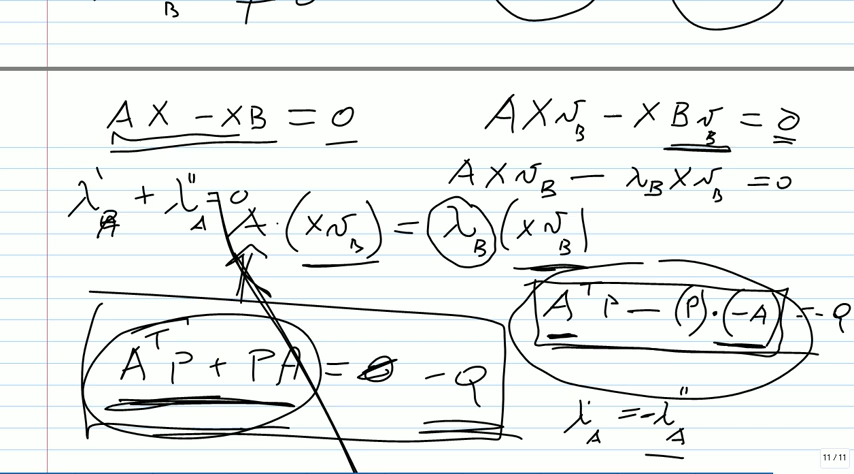 B
AX - XB = 0
AXv_B - XBv_B = 0
AXv_B - λ_B Xv_B = 0
λ'_A + λ''_A = 0
A · (Xv_B) = λ_B (Xv_B)
A^T P - (P)·(-A) = -Q
A^T P + PA = -Q
λ'_A = -λ''_A
11 / 11